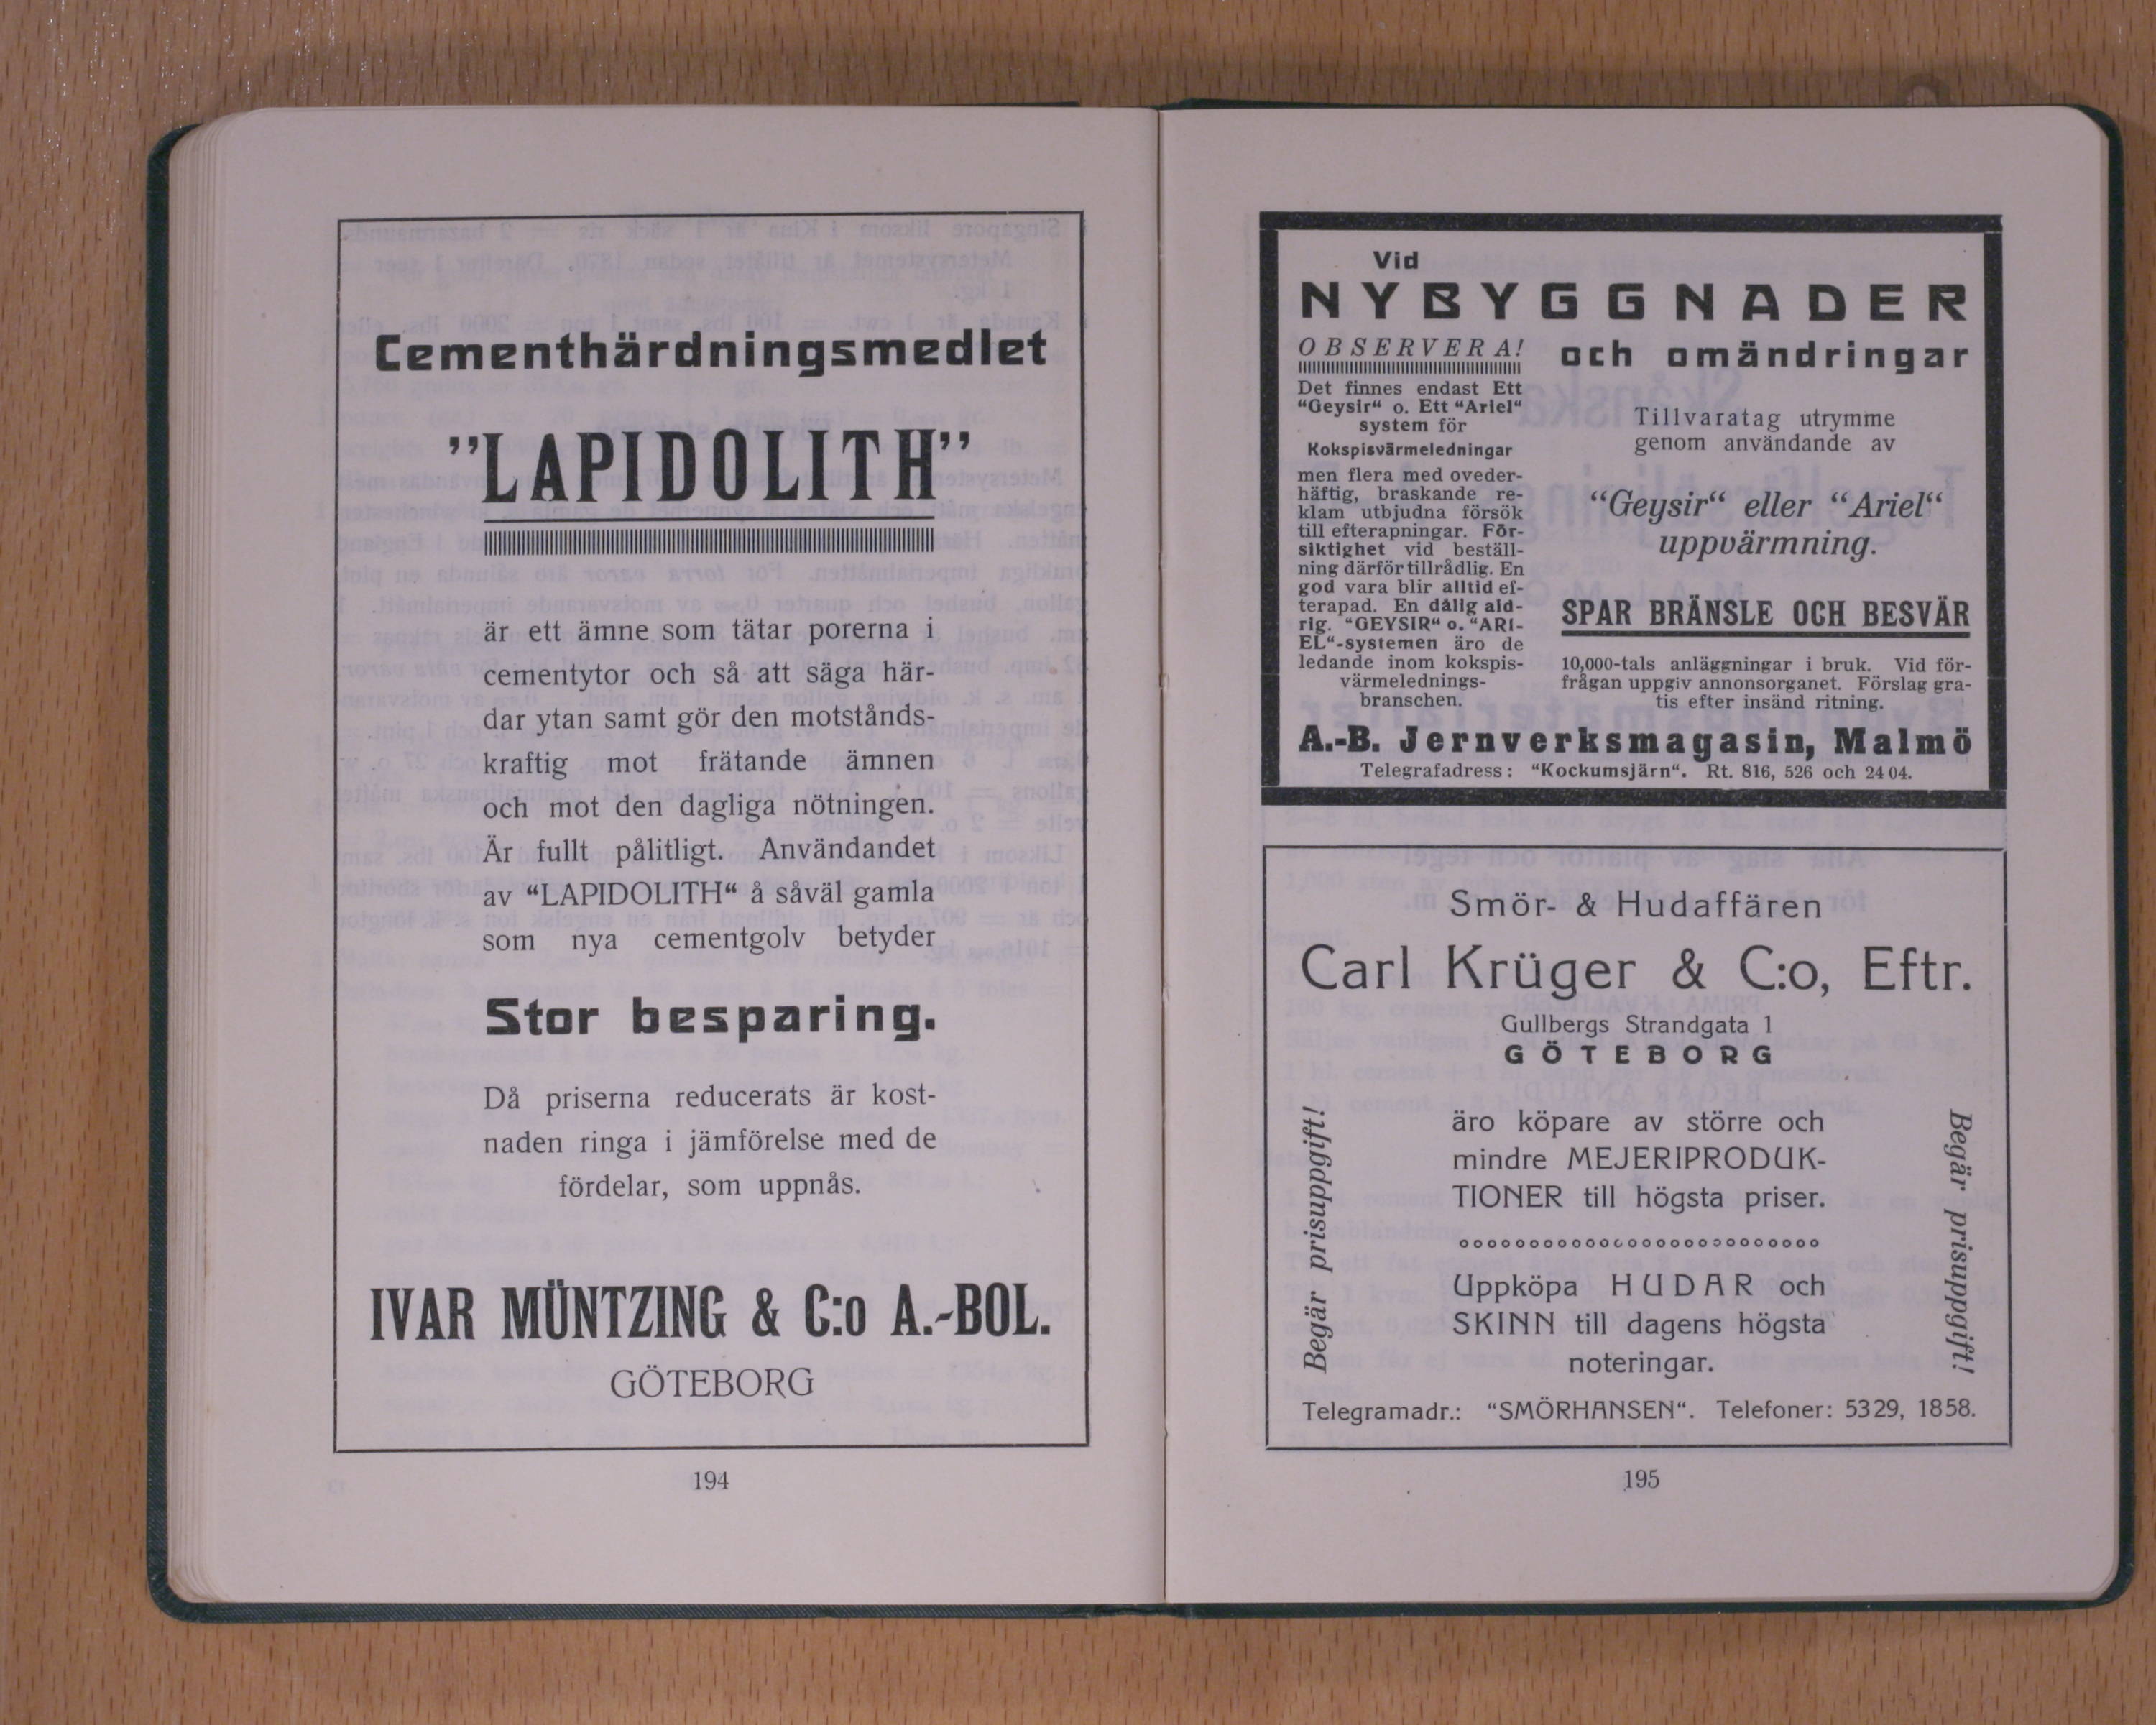 Cementhärdningsmedlet
”LAPIDOLITH”
är ett ämne som tätar porerna i
cementytor och så att säga här-
dar ytan samt gör den motstånds-
kraftig mot frätande ämnen
och mot den dagliga nötningen.
Är fullt pålitligt. Användandet
av “LAPIDOLITH“ å såväl gamla
som nya cementgolv betyder
Stor besparing.
Då priserna reducerats är kost-
naden ringa i jämförelse med de
fördelar, som uppnås.
IVAR MÜNTZING & C:o A.-BOL.
GÖTEBORG
194
Vid
NYBYGGNADER
och omändringar
OBSERVERA!
Det finnes endast Ett
“Geysir“ o. Ett “Ariel“
system för
Kokspisvärmeledningar
men flera med oveder-
häftig, braskande re-
klam utbjudna försök
till efterapningar. För-
siktighet vid beställ-
ning därför tillrådlig. En
god vara blir alltid ef-
terapad. En dålig ald-
rig. “GEYSIR“ o. “ARI-
EL“-systemen äro de
ledande inom kokspis-
värmelednings-
branschen.
Tillvaratag utrymme
genom användande av
“Geysir“ eller “Ariel“
uppvärmning.
SPAR BRÄNSLE OCH BESVÄR
10,000-tals anläggningar i bruk. Vid för-
frågan uppgiv annonsorganet. Förslag gra-
tis efter insänd ritning.
A.-B. Jernverksmagasin, Malmö
Telegrafadress: “Kockumsjärn“. Rt. 816, 526 och 2404.
Smör- & Hudaffären
Carl Krüger & C:o, Eftr.
Gullbergs Strandgata 1
GÖTEBORG
Begär prisuppgift!
äro köpare av större och
mindre MEJERIPRODUK-
TIONER till högsta priser.
Uppköpa HUDAR och
SKINN till dagens högsta
noteringar.
Begär prisuppgift!
Telegramadr.: “SMÖRHANSEN“. Telefoner: 5329, 1858.
195